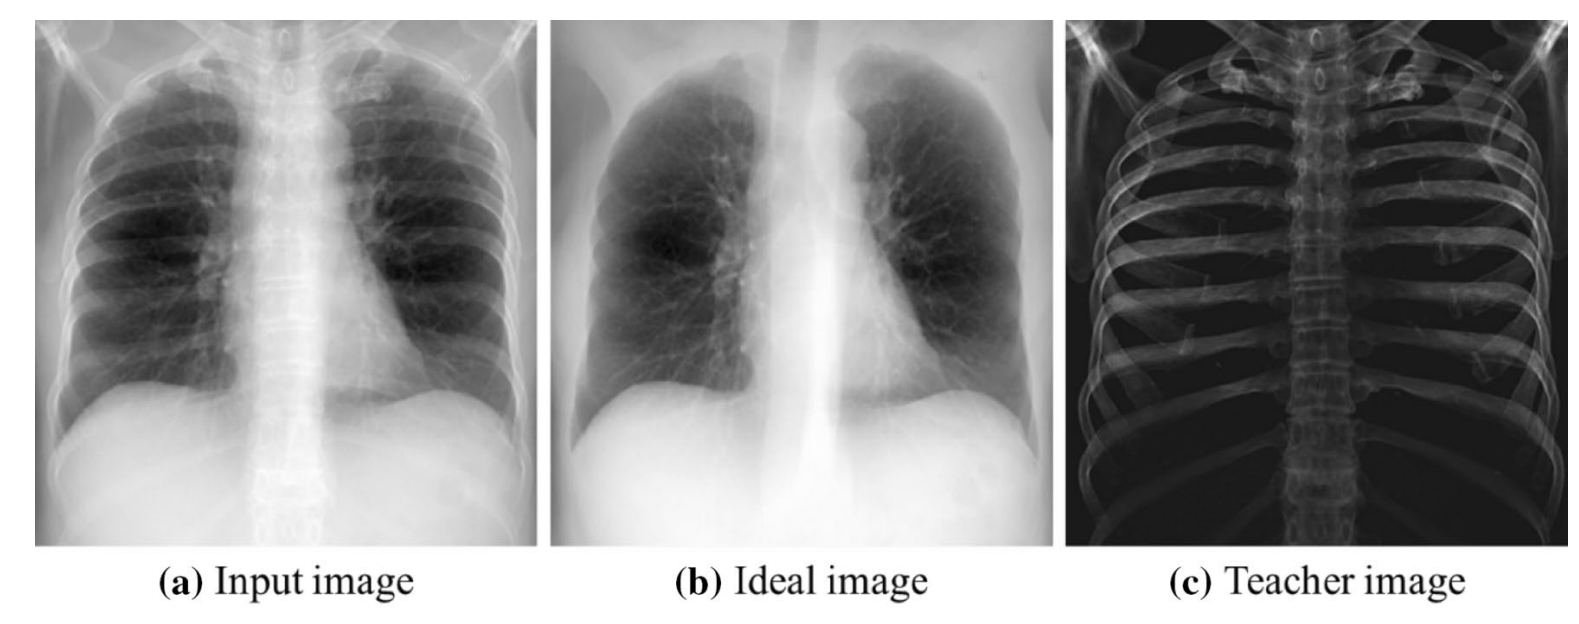 (a) Input image
(b) Ideal image
(c) Teacher image